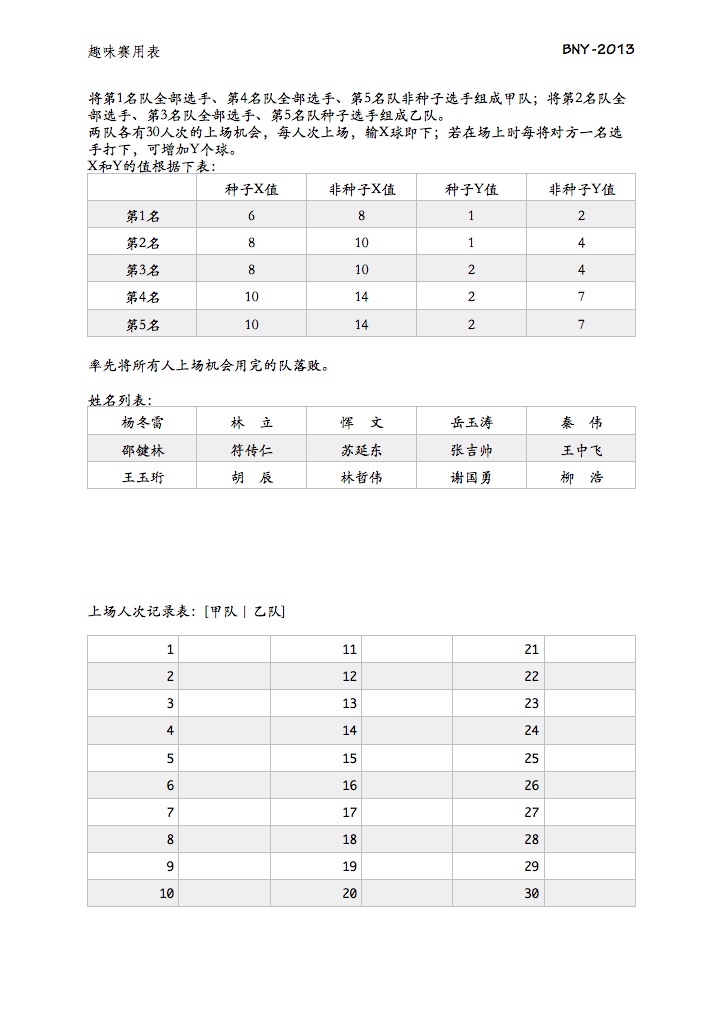 趣味赛用表 BNY-2013
将第1名队全部选手、第4名队全部选手、第5名队非种子选手组成甲队；将第2名队全
部选手、第3名队全部选手、第5名队种子选手组成乙队。
两队各有30人次的上场机会，每人次上场，输X球即下；若在场上时每将对方一名选
手打下，可增加Y个球。
X和Y的值根据下表：
种子X值 非种子X值 种子Y值 非种子Y值
第1名 6 8 1 2
第2名 8 10 1 4
第3名 8 10 2 4
第4名 10 14 2 7
第5名 10 14 2 7
率先将所有人上场机会用完的队落败。
姓名列表：
杨冬雷 林 立 恽 文 岳玉涛 秦 伟
邵键林 符传仁 苏延东 张吉帅 王中飞
王玉珩 胡 辰 林哲伟 谢国勇 柳 浩
上场人次记录表：[甲队 | 乙队]
1 11 21
2 12 22
3 13 23
4 14 24
5 15 25
6 16 26
7 17 27
8 18 28
9 19 29
10 20 30